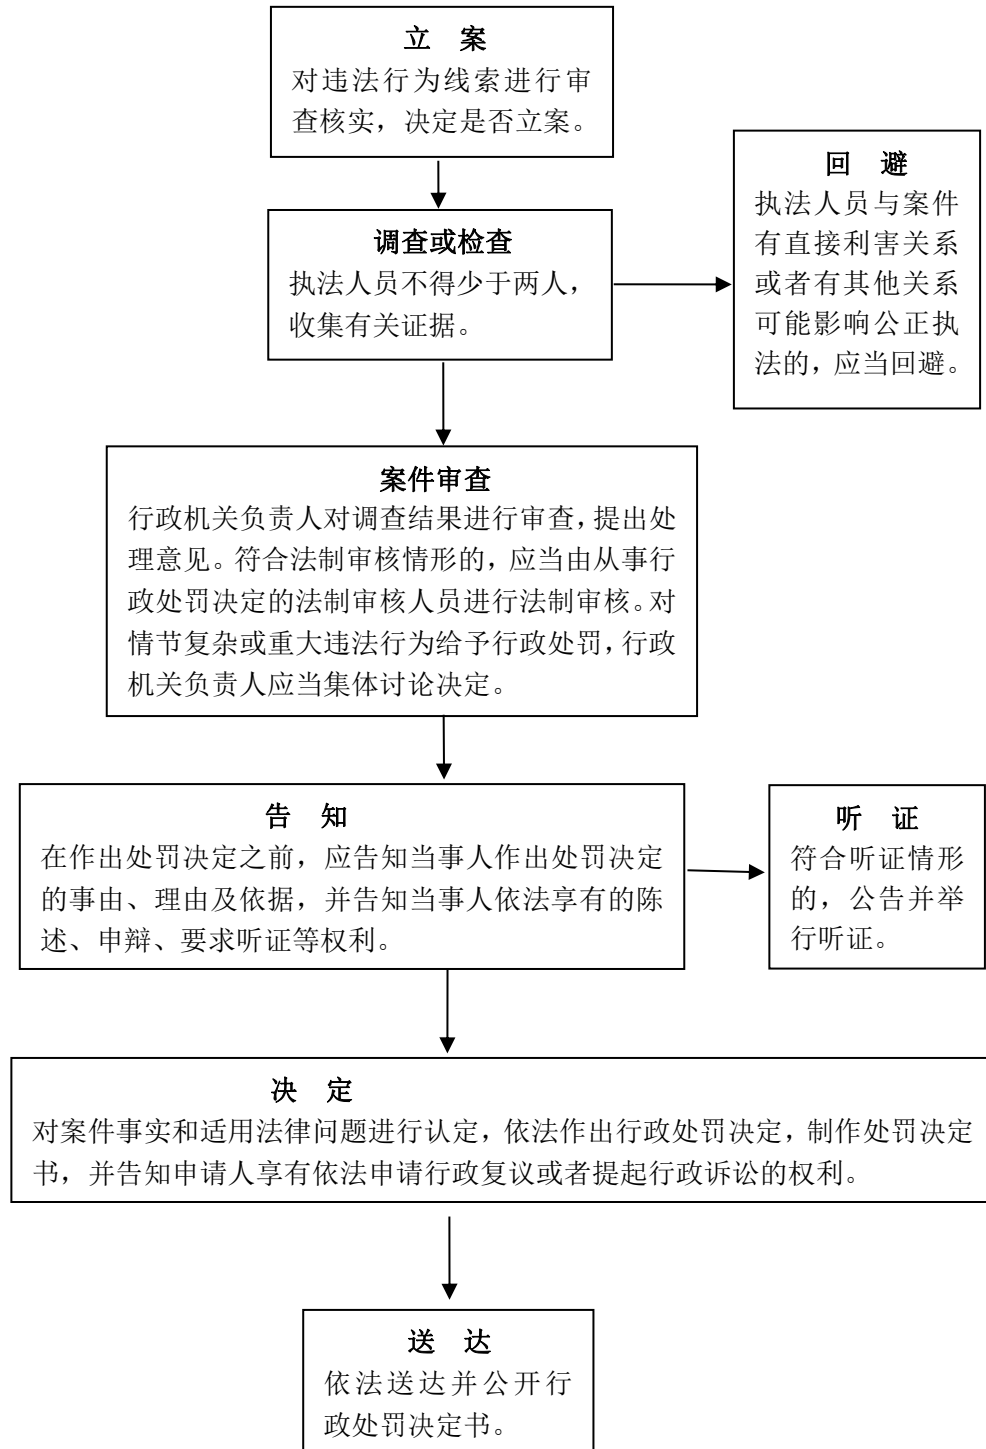 立 案
对违法行为线索进行审
查核实，决定是否立案。
回 避
执法人员与案件
有直接利害关系
或者有其他关系
可能影响公正执
法的，应当回避。
调查或检查
执法人员不得少于两人，
收集有关证据。
案件审查
行政机关负责人对调查结果进行审查，提出处
理意见。符合法制审核情形的，应当由从事行
政处罚决定的法制审核人员进行法制审核。对
情节复杂或重大违法行为给予行政处罚，行政
机关负责人应当集体讨论决定。
告 知
在作出处罚决定之前，应告知当事人作出处罚决定
的事由、理由及依据，并告知当事人依法享有的陈
述、申辩、要求听证等权利。
听 证
符合听证情形
的，公告并举
行听证。
决 定
对案件事实和适用法律问题进行认定，依法作出行政处罚决定，制作处罚决定
书，并告知申请人享有依法申请行政复议或者提起行政诉讼的权利。
送 达
依法送达并公开行
政处罚决定书。